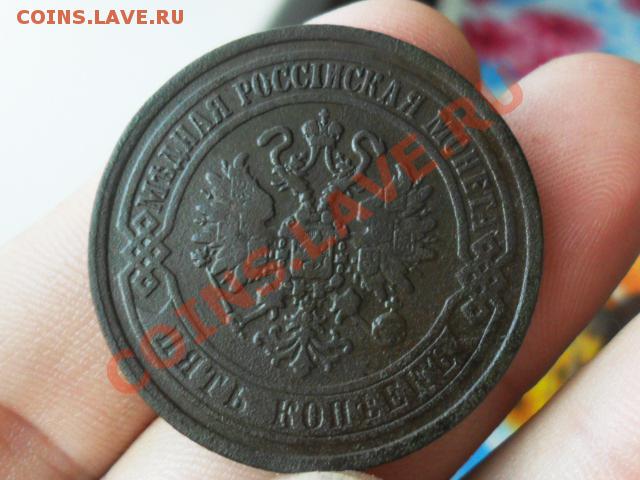 COINS.LAVE.RU
МѢДНАЯ РОССІЙСКАЯ МОНЕТА
ПЯТЬ КОПѢЕКЪ
COINS.LAVE.RU